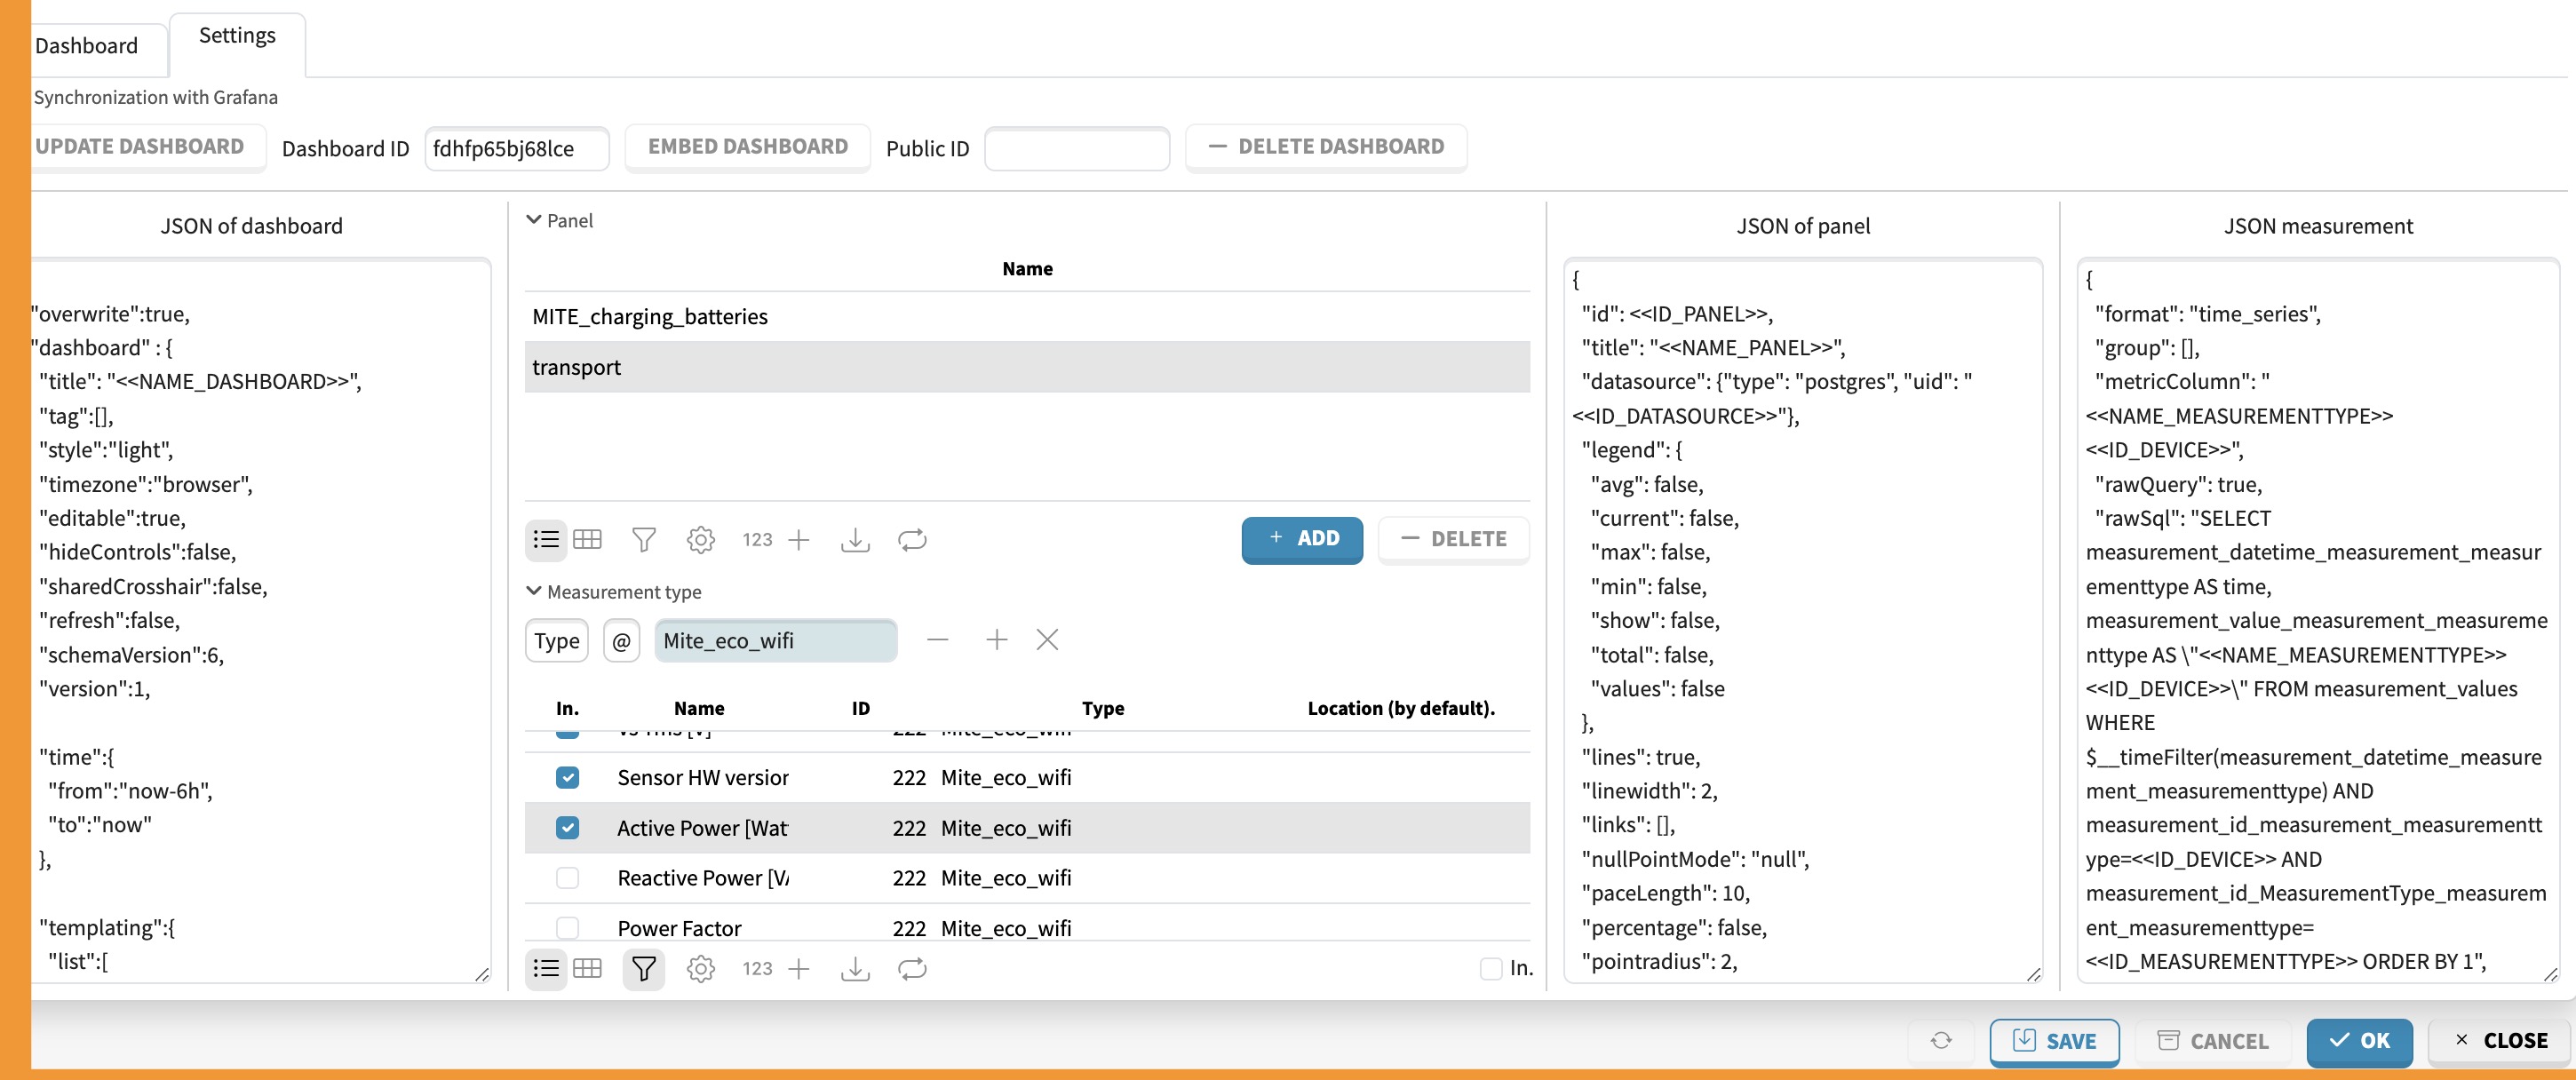 Dashboard
Settings
Synchronization with Grafana
UPDATE DASHBOARD
Dashboard ID
fdhfp65bj68lce
EMBED DASHBOARD
Public ID
— DELETE DASHBOARD
JSON of dashboard
"overwrite":true,
"dashboard" : {
"title": "<<NAME_DASHBOARD>>",
"tag":[],
"style":"light",
"timezone":"browser",
"editable":true,
"hideControls":false,
"sharedCrosshair":false,
"refresh":false,
"schemaVersion":6,
"version":1,
"time":{
"from":"now-6h",
"to":"now"
},
"templating":{
"list":[
Panel
Name
MITE_charging_batteries
transport
123
+ ADD
— DELETE
Measurement type
Type
@
Mite_eco_wifi
In. Name ID Type Location (by default).
222 Mite_eco_wifi
Sensor HW version 222 Mite_eco_wifi
Active Power [Wat 222 Mite_eco_wifi
Reactive Power [VA 222 Mite_eco_wifi
Power Factor 222 Mite_eco_wifi
123
In.
JSON of panel
{
"id": <<ID_PANEL>>,
"title": "<<NAME_PANEL>>",
"datasource": {"type": "postgres", "uid": "
<<ID_DATASOURCE>>"},
"legend": {
"avg": false,
"current": false,
"max": false,
"min": false,
"show": false,
"total": false,
"values": false
},
"lines": true,
"linewidth": 2,
"links": [],
"nullPointMode": "null",
"paceLength": 10,
"percentage": false,
"pointradius": 2,
JSON measurement
{
"format": "time_series",
"group": [],
"metricColumn": "
<<NAME_MEASUREMENTTYPE>>
<<ID_DEVICE>>",
"rawQuery": true,
"rawSql": "SELECT
measurement_datetime_measurement_measur
ementtype AS time,
measurement_value_measurement_measureme
nttype AS \"<<NAME_MEASUREMENTTYPE>>
<<ID_DEVICE>>\" FROM measurement_values
WHERE
$__timeFilter(measurement_datetime_measure
ment_measurementtype) AND
measurement_id_measurement_measurementt
ype=<<ID_DEVICE>> AND
measurement_id_MeasurementType_measurem
ent_measurementtype=
<<ID_MEASUREMENTTYPE>> ORDER BY 1",
SAVE
CANCEL
OK
CLOSE